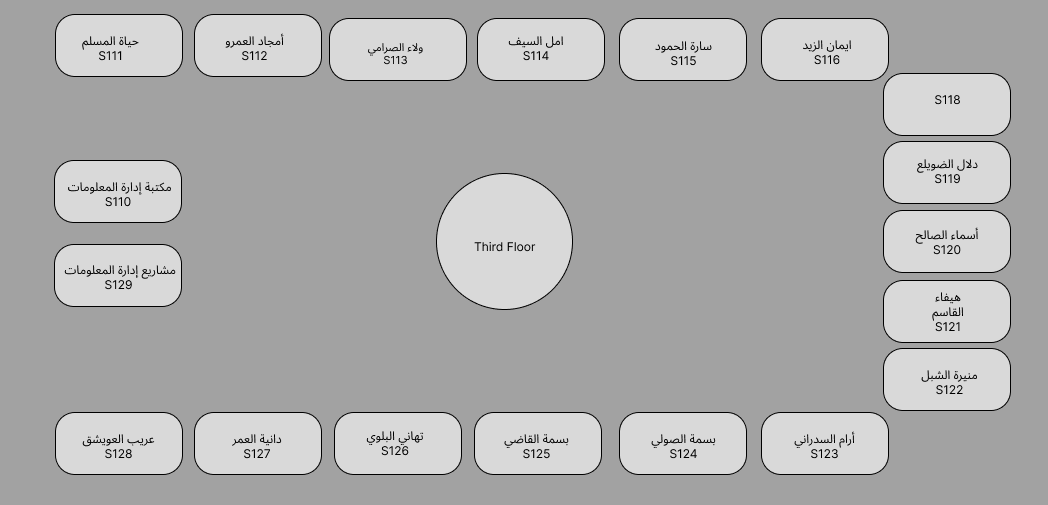 حياة المسلم
S111
أمجاد العمرو
S112
ولاء الصرامي
S113
امل السيف
S114
سارة الحمود
S115
ايمان الزيد
S116
S118
دلال الضويلع
S119
أسماء الصالح
S120
هيفاء
القاسم
S121
منيرة الشبل
S122
مكتبة إدارة المعلومات
S110
مشاريع إدارة المعلومات
S129
Third Floor
عريب العويشق
S128
دانية العمر
S127
تهاني البلوي
S126
بسمة القاضي
S125
بسمة الصولي
S124
أرام السدراني
S123